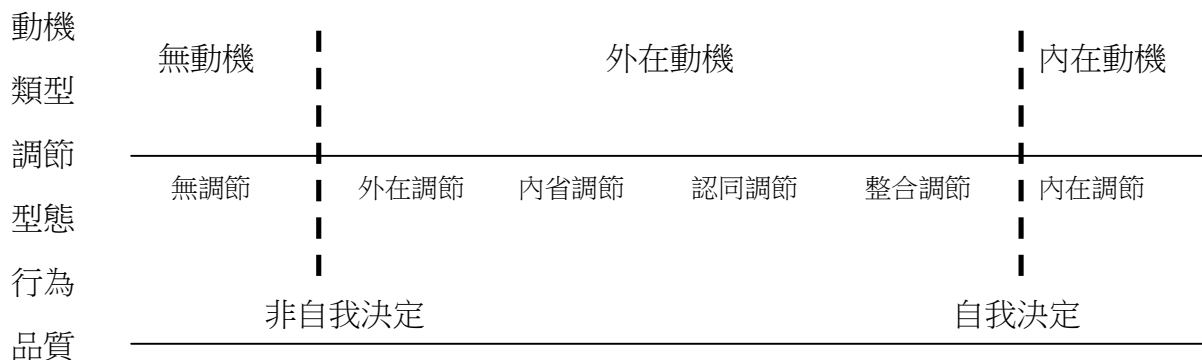 動機
類型
無動機 外在動機 內在動機
調節
型態
無調節 外在調節 內省調節 認同調節 整合調節 內在調節
行為
品質
非自我決定 自我決定